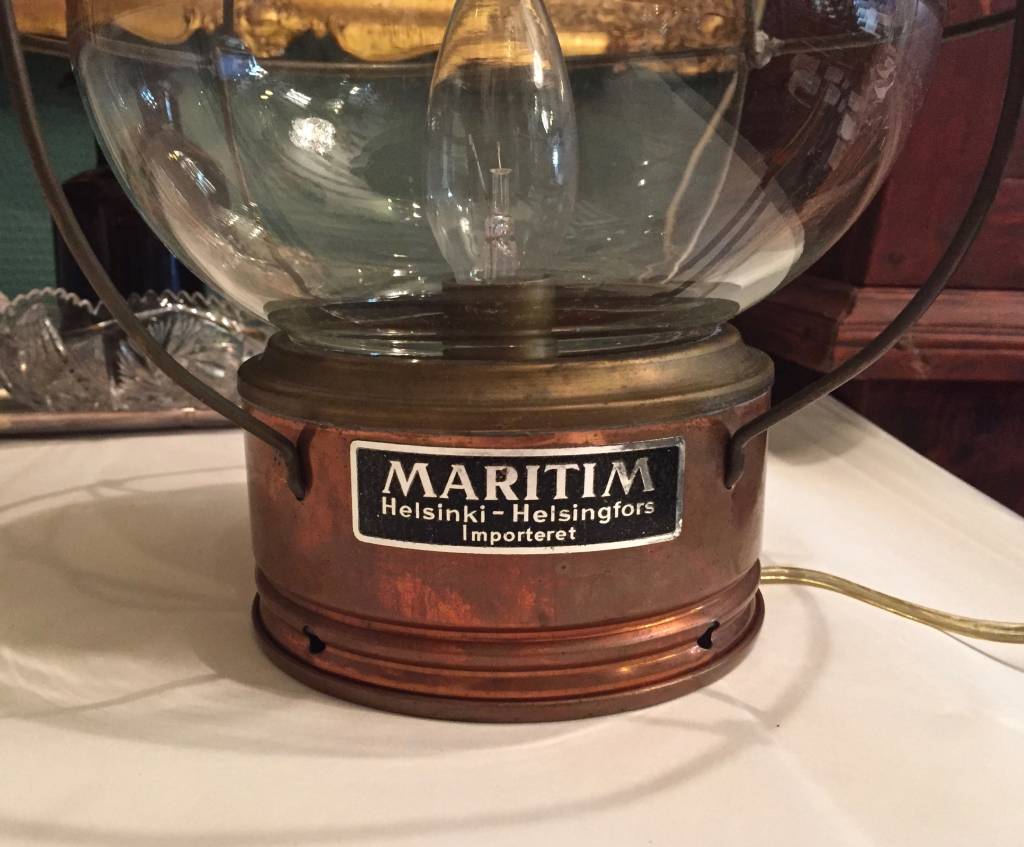 MARITIM
Helsinki - Helsingfors
Importeret